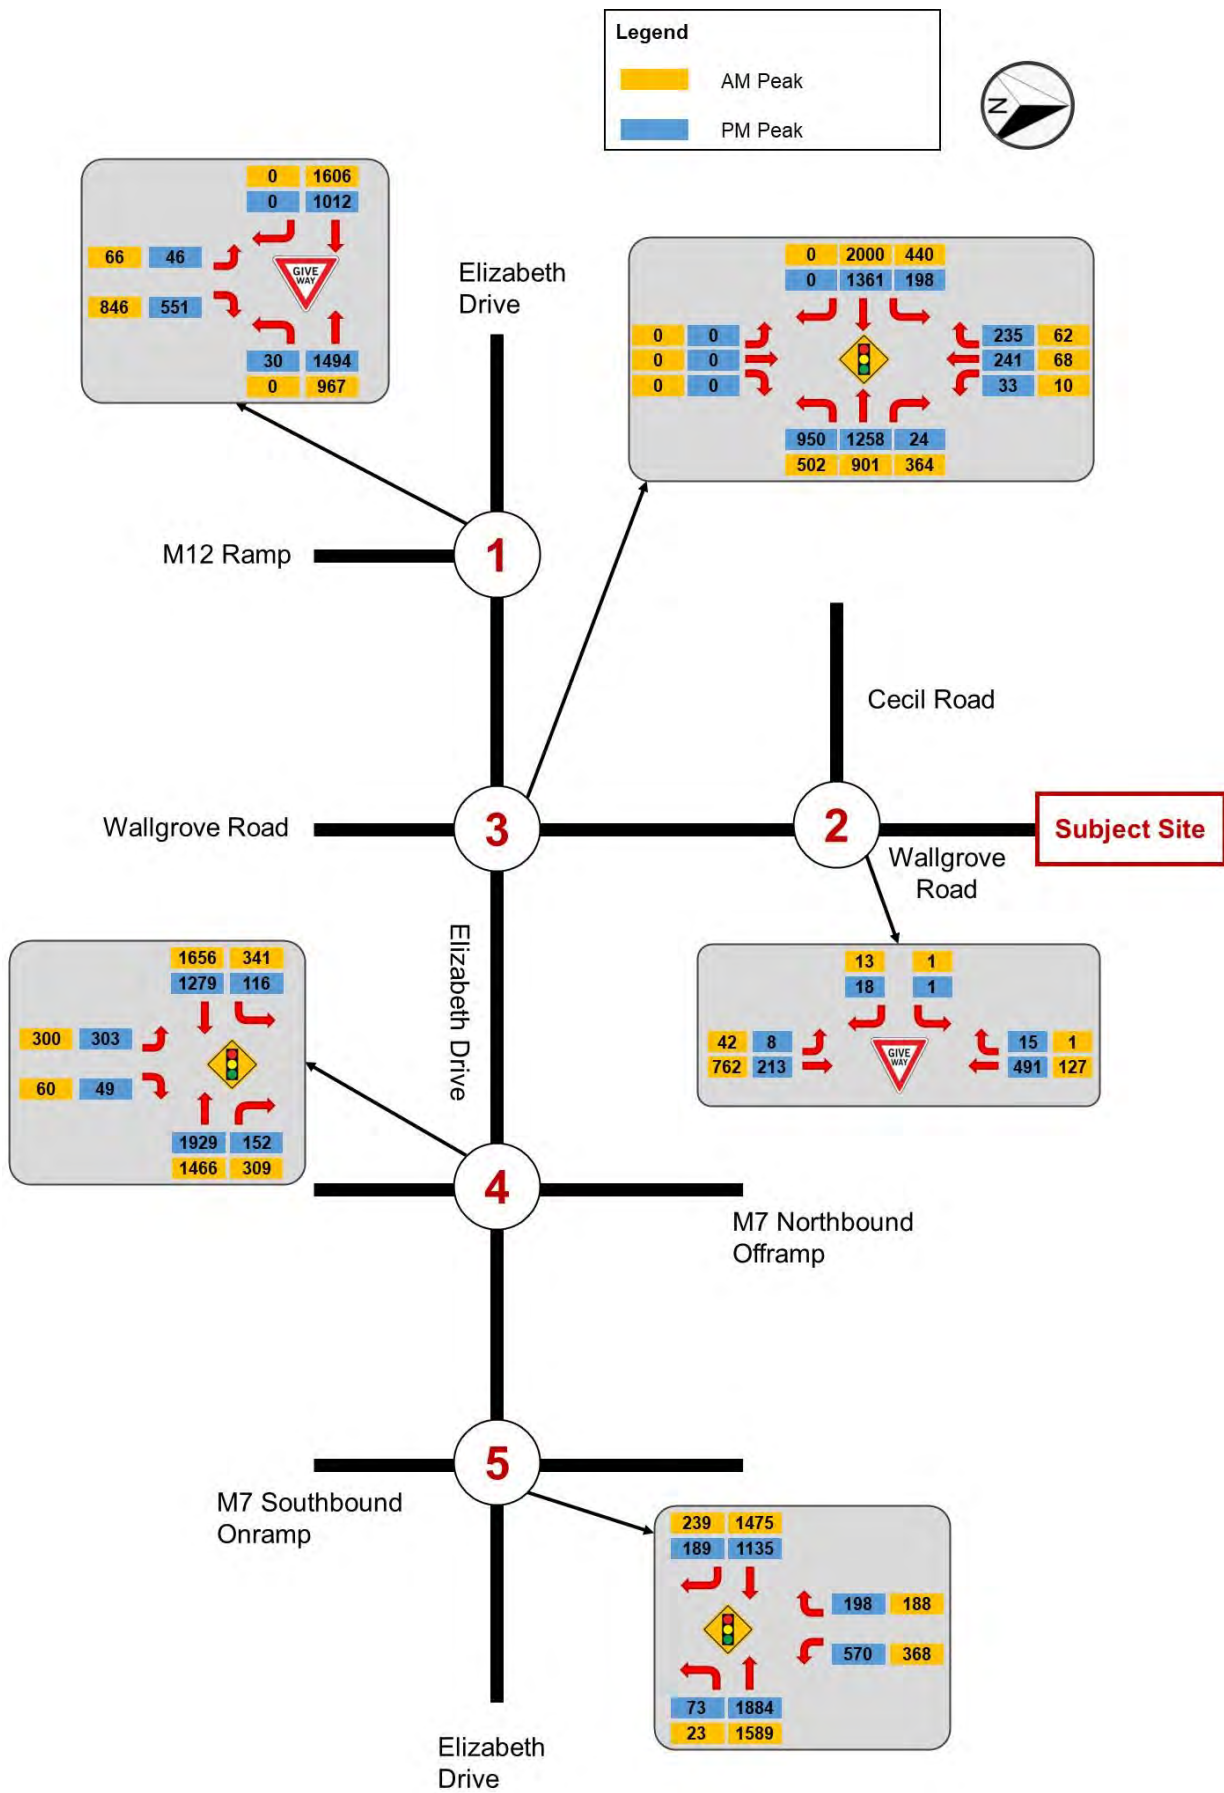 Legend
AM Peak
PM Peak
N
0 1606
0 1012
66 46
GIVE
WAY
846 551
30 1494
0 967
Elizabeth
Drive
0 2000 440
0 1361 198
0 0
0 0
0 0
235 62
241 68
33 10
950 1258 24
502 901 364
1
M12 Ramp
Cecil Road
Wallgrove Road
3
2
Subject Site
Wallgrove
Road
Elizabeth Drive
1656 341
1279 116
300 303
60 49
1929 152
1466 309
13 1
18 1
42 8
762 213
GIVE
WAY
15 1
491 127
4
M7 Northbound
Offramp
5
M7 Southbound
Onramp
239 1475
189 1135
198 188
570 368
73 1884
23 1589
Elizabeth
Drive